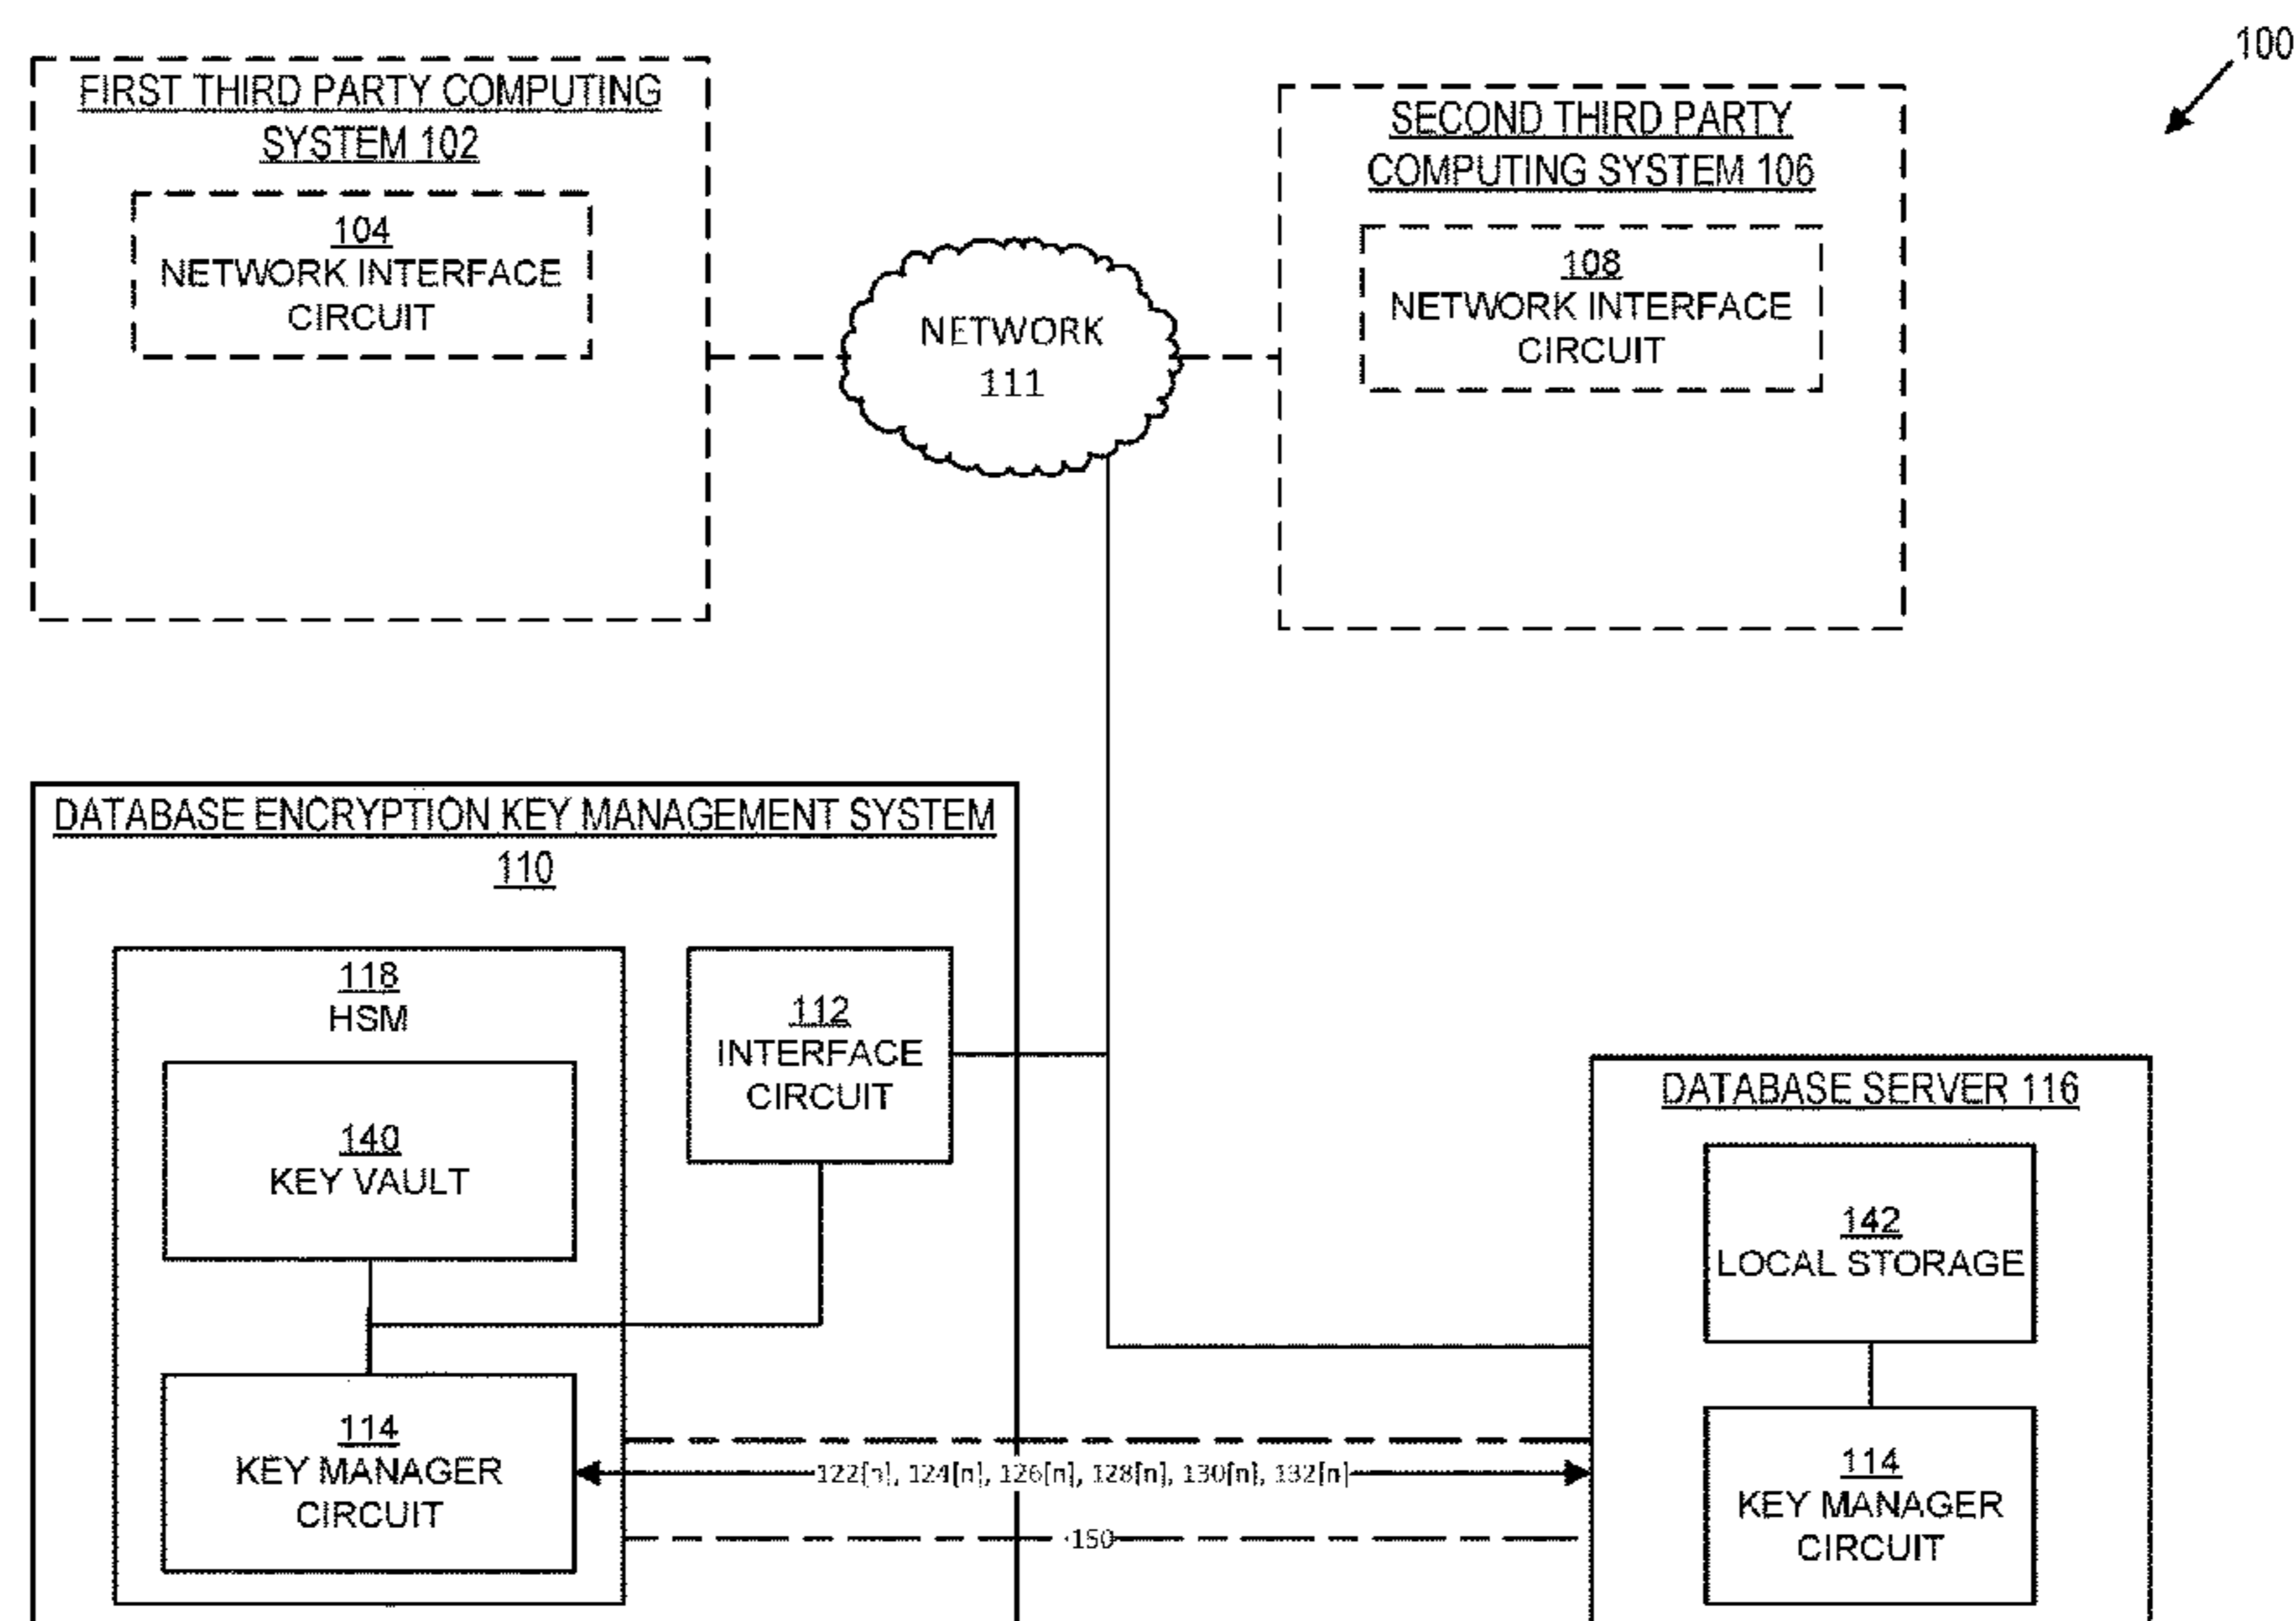 100
FIRST THIRD PARTY COMPUTING
SYSTEM 102
104
NETWORK INTERFACE
CIRCUIT
NETWORK
111
SECOND THIRD PARTY
COMPUTING SYSTEM 106
108
NETWORK INTERFACE
CIRCUIT
DATABASE ENCRYPTION KEY MANAGEMENT SYSTEM
110
118
HSM
140
KEY VAULT
114
KEY MANAGER
CIRCUIT
112
INTERFACE
CIRCUIT
122[n], 124[n], 126[n], 128[n], 130[n], 132[n]
150
DATABASE SERVER 116
142
LOCAL STORAGE
114
KEY MANAGER
CIRCUIT